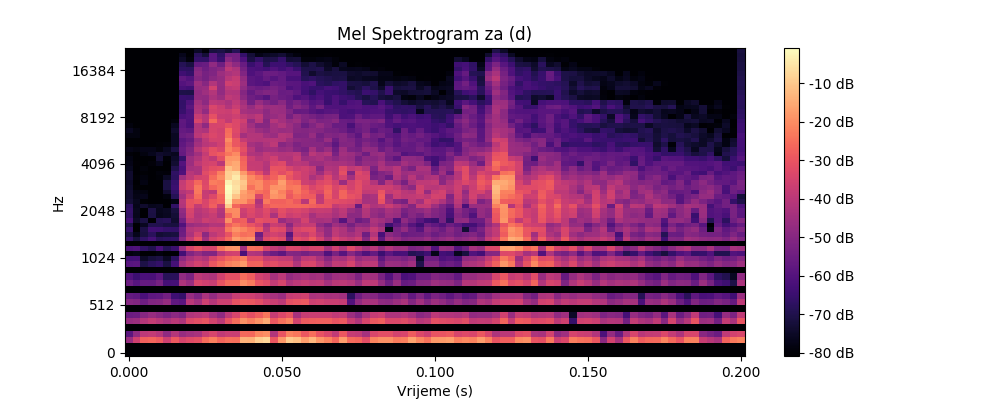 Mel Spektrogram za (d)
Hz
16384
8192
4096
2048
1024
512
0
0.000 0.050 0.100 0.150 0.200
Vrijeme (s)
-10 dB
-20 dB
-30 dB
-40 dB
-50 dB
-60 dB
-70 dB
-80 dB